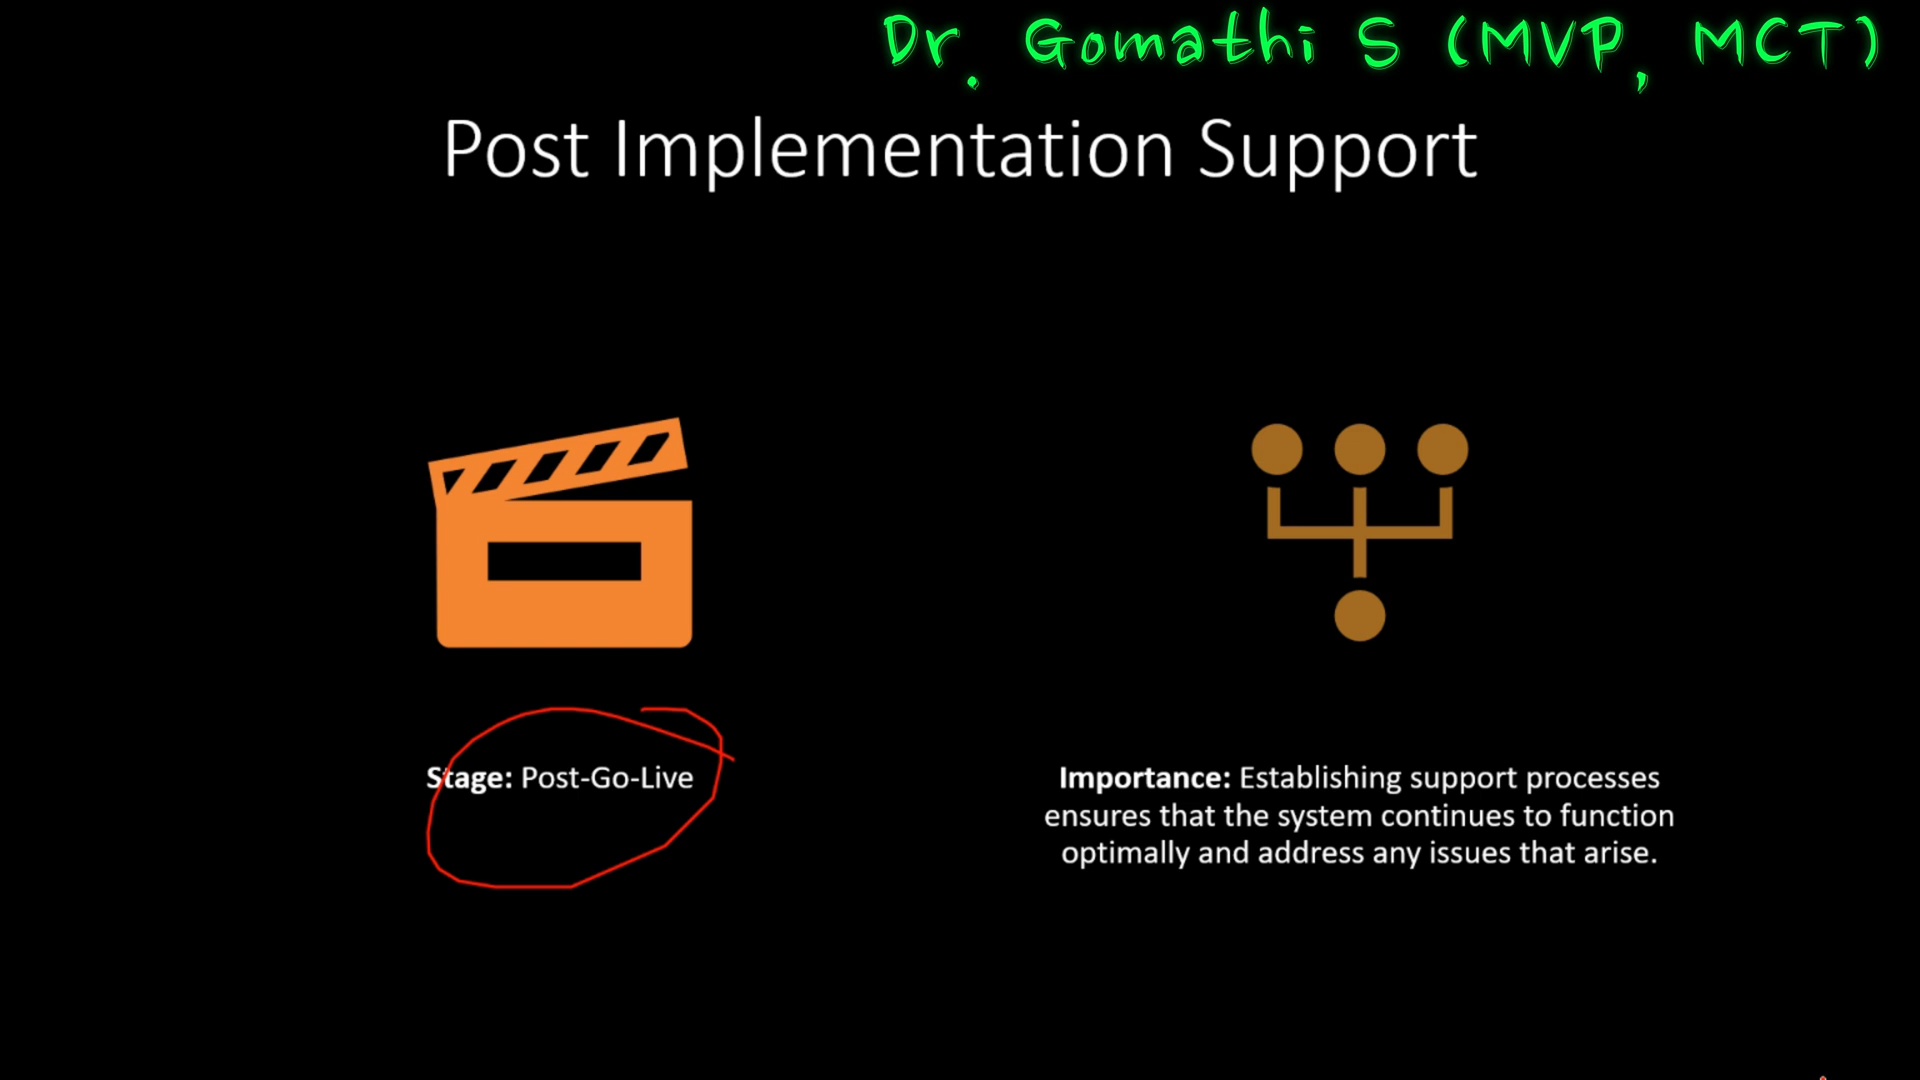 Dr. Gomathi S (MVP, MCT)
Post Implementation Support
Stage: Post-Go-Live
Importance: Establishing support processes
ensures that the system continues to function
optimally and address any issues that arise.